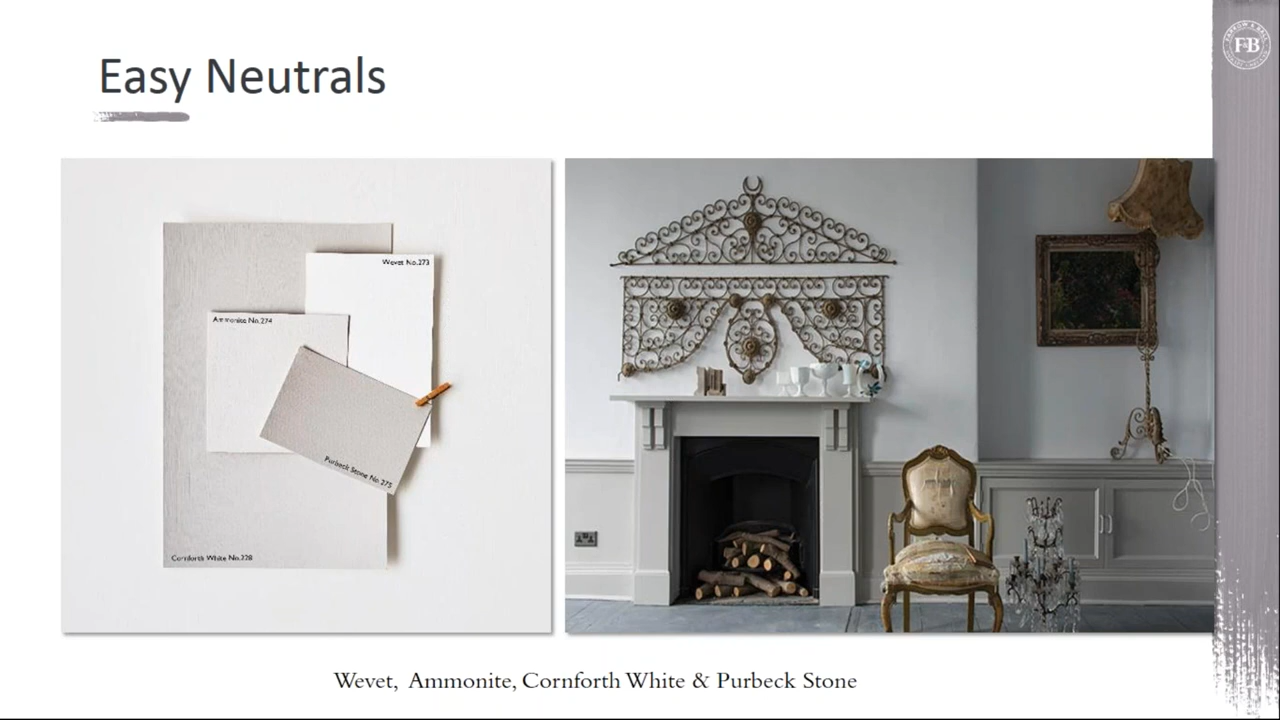 Easy Neutrals
F&B
Wevet No.273
Ammonite No.274
Purbeck Stone No.275
Cornforth White No.228
Wevet, Ammonite, Cornforth White & Purbeck Stone